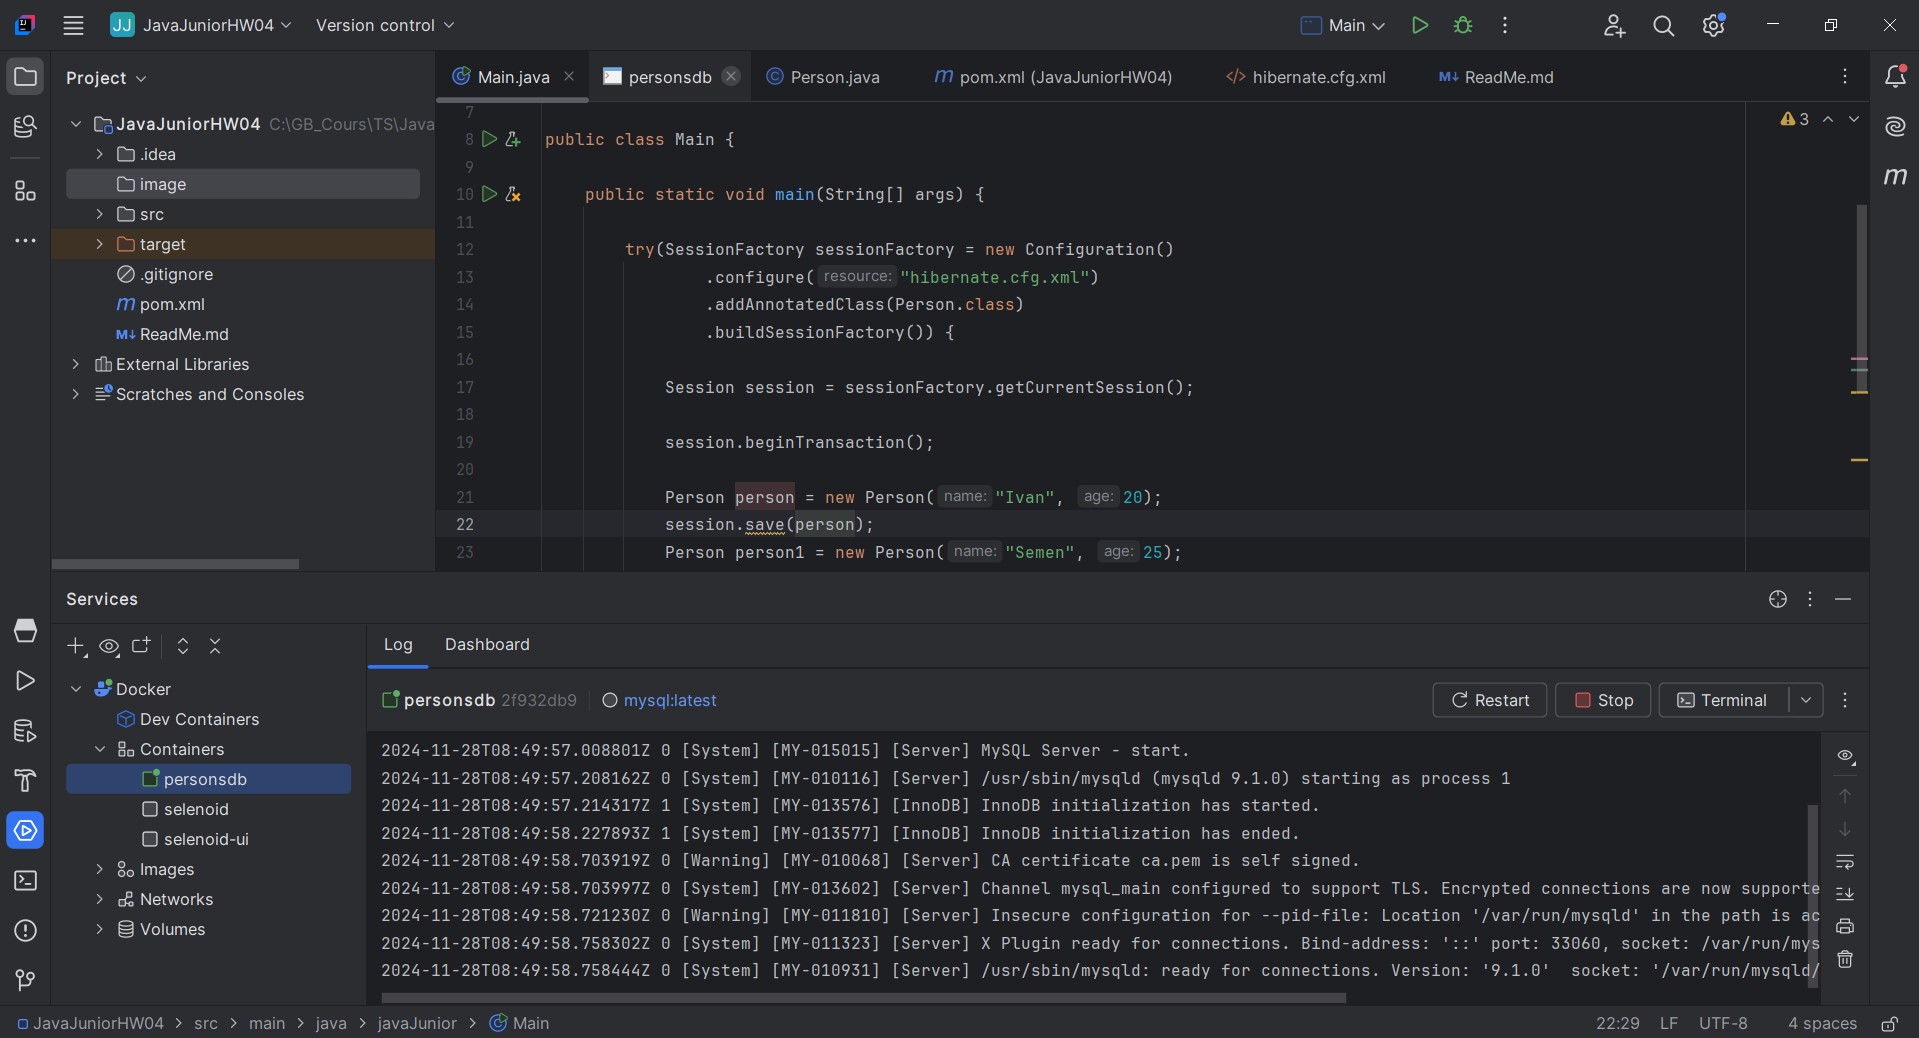 JJ JavaJuniorHW04 Version control Main
Project
Main.java personsdb Person.java m pom.xml (JavaJuniorHW04) </> hibernate.cfg.xml M↓ ReadMe.md
JavaJuniorHW04 C:\GB_Cours\TS\Java
.idea
image
src
target
.gitignore
m pom.xml
M↓ ReadMe.md
External Libraries
Scratches and Consoles
3
7
8 public class Main {
9
10 public static void main(String[] args) {
11
12 try(SessionFactory sessionFactory = new Configuration()
13 .configure( resource: "hibernate.cfg.xml")
14 .addAnnotatedClass(Person.class)
15 .buildSessionFactory()) {
16
17 Session session = sessionFactory.getCurrentSession();
18
19 session.beginTransaction();
20
21 Person person = new Person( name: "Ivan", age: 20);
22 session.save(person);
23 Person person1 = new Person( name: "Semen", age: 25);
m
Services
Log Dashboard
Docker
Dev Containers
Containers
personsdb
selenoid
selenoid-ui
Images
Networks
Volumes
personsdb 2f932db9 mysql:latest Restart Stop Terminal
2024-11-28T08:49:57.008801Z 0 [System] [MY-015015] [Server] MySQL Server - start.
2024-11-28T08:49:57.208162Z 0 [System] [MY-010116] [Server] /usr/sbin/mysqld (mysqld 9.1.0) starting as process 1
2024-11-28T08:49:57.214317Z 1 [System] [MY-013576] [InnoDB] InnoDB initialization has started.
2024-11-28T08:49:58.227893Z 1 [System] [MY-013577] [InnoDB] InnoDB initialization has ended.
2024-11-28T08:49:58.703919Z 0 [Warning] [MY-010068] [Server] CA certificate ca.pem is self signed.
2024-11-28T08:49:58.703997Z 0 [System] [MY-013602] [Server] Channel mysql_main configured to support TLS. Encrypted connections are now supporte
2024-11-28T08:49:58.721230Z 0 [Warning] [MY-011810] [Server] Insecure configuration for --pid-file: Location '/var/run/mysqld' in the path is ac
2024-11-28T08:49:58.758302Z 0 [System] [MY-011323] [Server] X Plugin ready for connections. Bind-address: '::' port: 33060, socket: /var/run/mys
2024-11-28T08:49:58.758444Z 0 [System] [MY-010931] [Server] /usr/sbin/mysqld: ready for connections. Version: '9.1.0' socket: '/var/run/mysqld/
JavaJuniorHW04 > src > main > java > javaJunior > Main 22:29 LF UTF-8 4 spaces